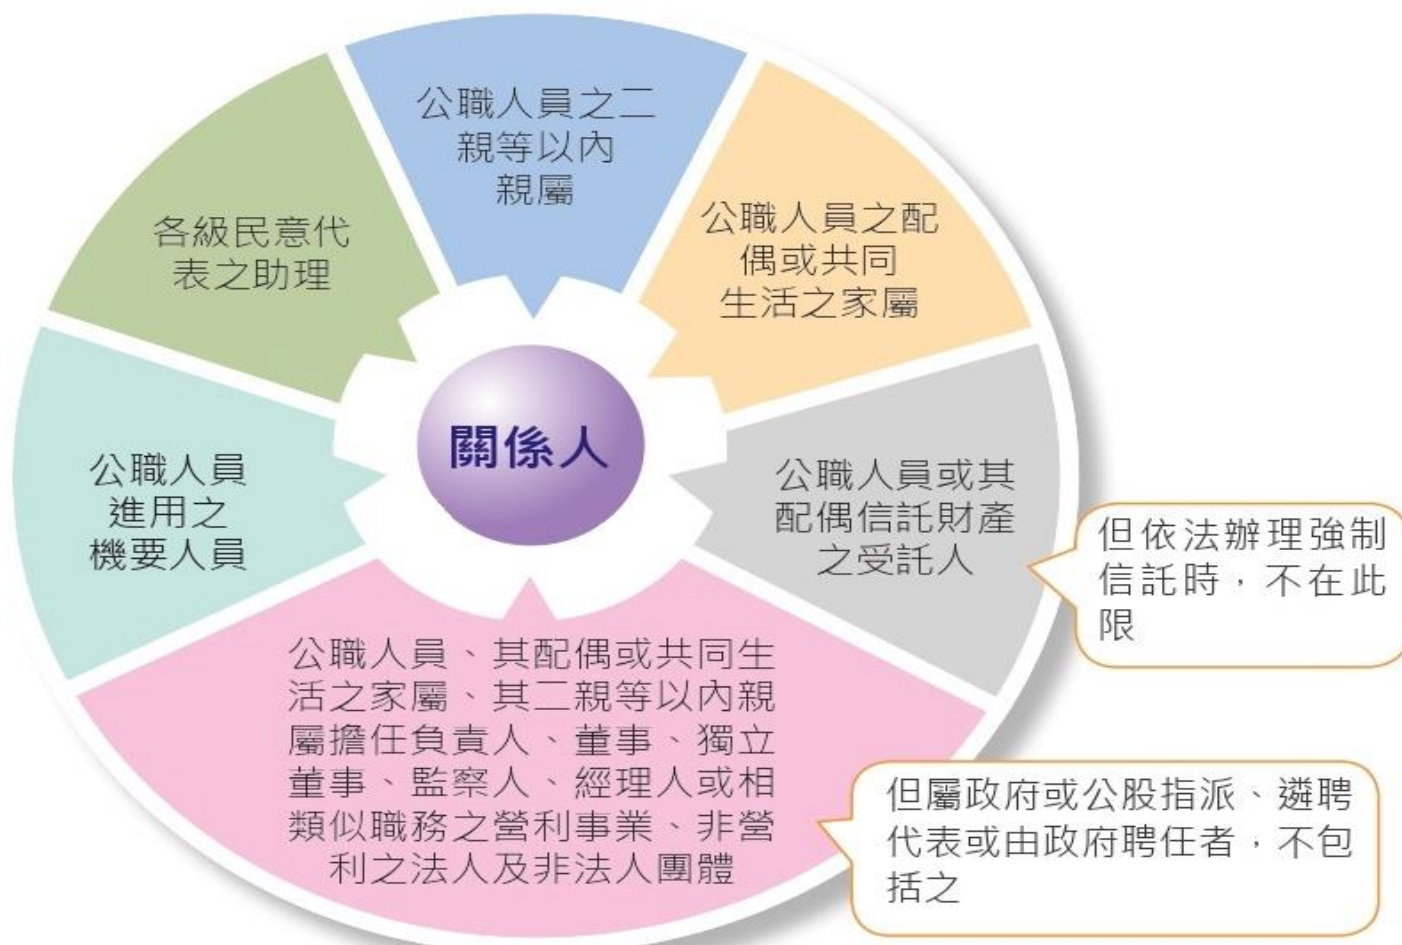 公職人員之二
親等以內
親屬
公職人員之配
偶或共同
生活之家屬
各級民意代
表之助理
關係人
公職人員
進用之
機要人員
公職人員或其
配偶信託財產
之受託人
但依法辦理強制
信託時，不在此
限
公職人員、其配偶或共同生
活之家屬、其二親等以內親
屬擔任負責人、董事、獨立
董事、監察人、經理人或相
類似職務之營利事業、非營
利之法人及非法人團體
但屬政府或公股指派、遴聘
代表或由政府聘任者，不包
括之